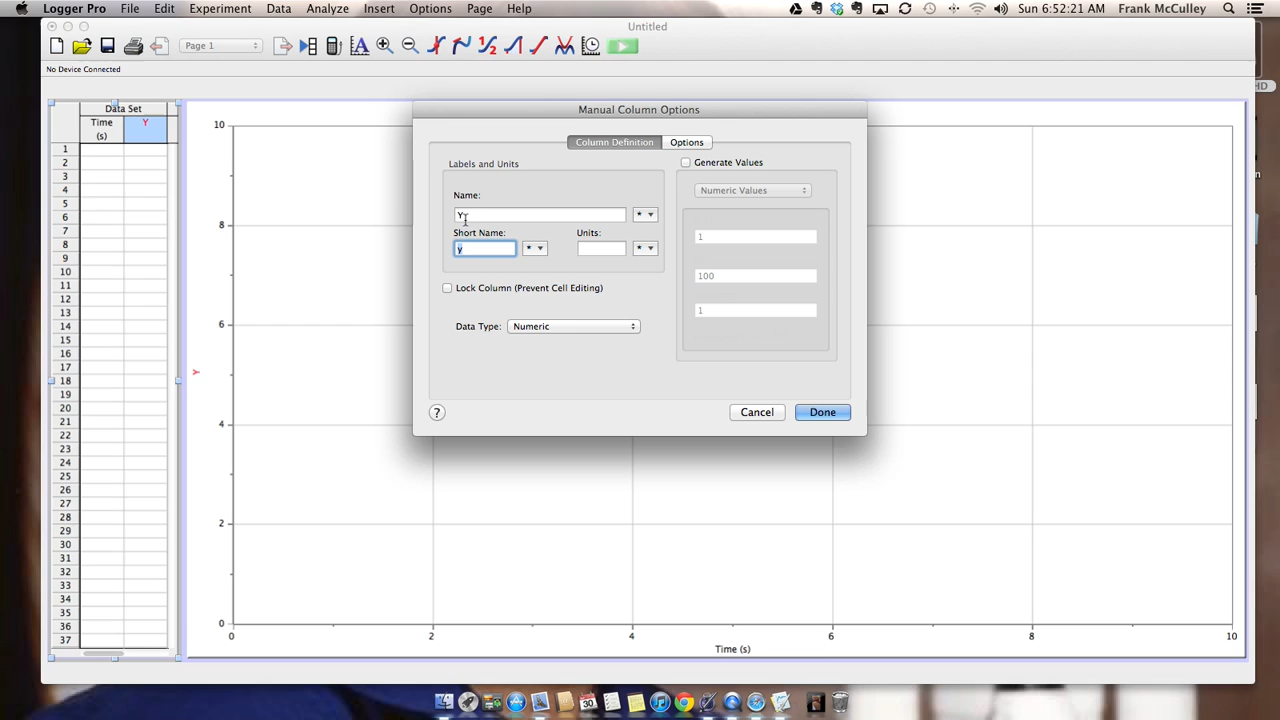 Logger Pro File Edit Experiment Data Analyze Insert Options Page Help Sun 6:52:21 AM Frank McCulley
Untitled
Page 1
No Device Connected
HD
Manual Column Options
Column Definition Options
Labels and Units
Generate Values
Name:
Y
*
Numeric Values
Short Name: Units:
y * *
1
100
1
Lock Column (Prevent Cell Editing)
Data Type: Numeric
?
Cancel Done
Data Set
Time
(s)
Y
1
2
3
4
5
6
7
8
9
10
11
12
13
14
15
16
17
18
19
20
21
22
23
24
25
26
27
28
29
30
31
32
33
34
35
36
37
10
8
6
4
2
0
Y
0 2 4 6 8 10
Time (s)
30